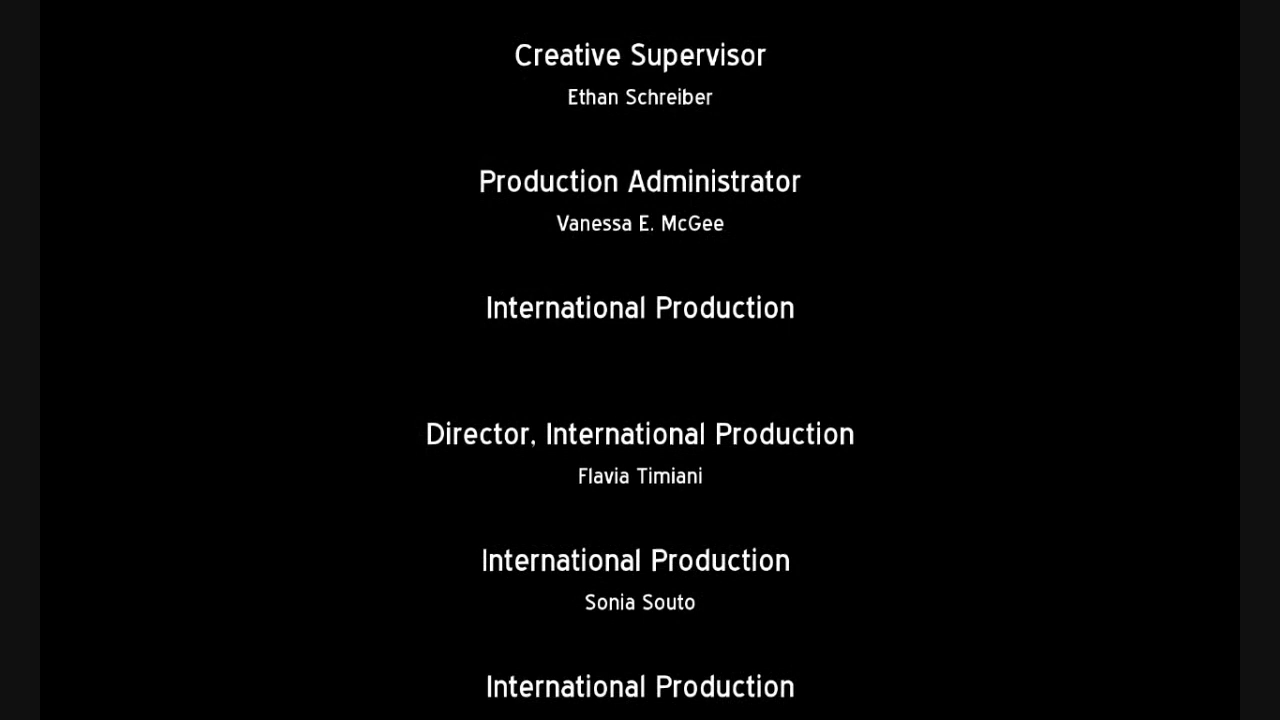 Creative Supervisor
Ethan Schreiber
Production Administrator
Vanessa E. McGee
International Production
Director, International Production
Flavia Timiani
International Production
Sonia Souto
International Production